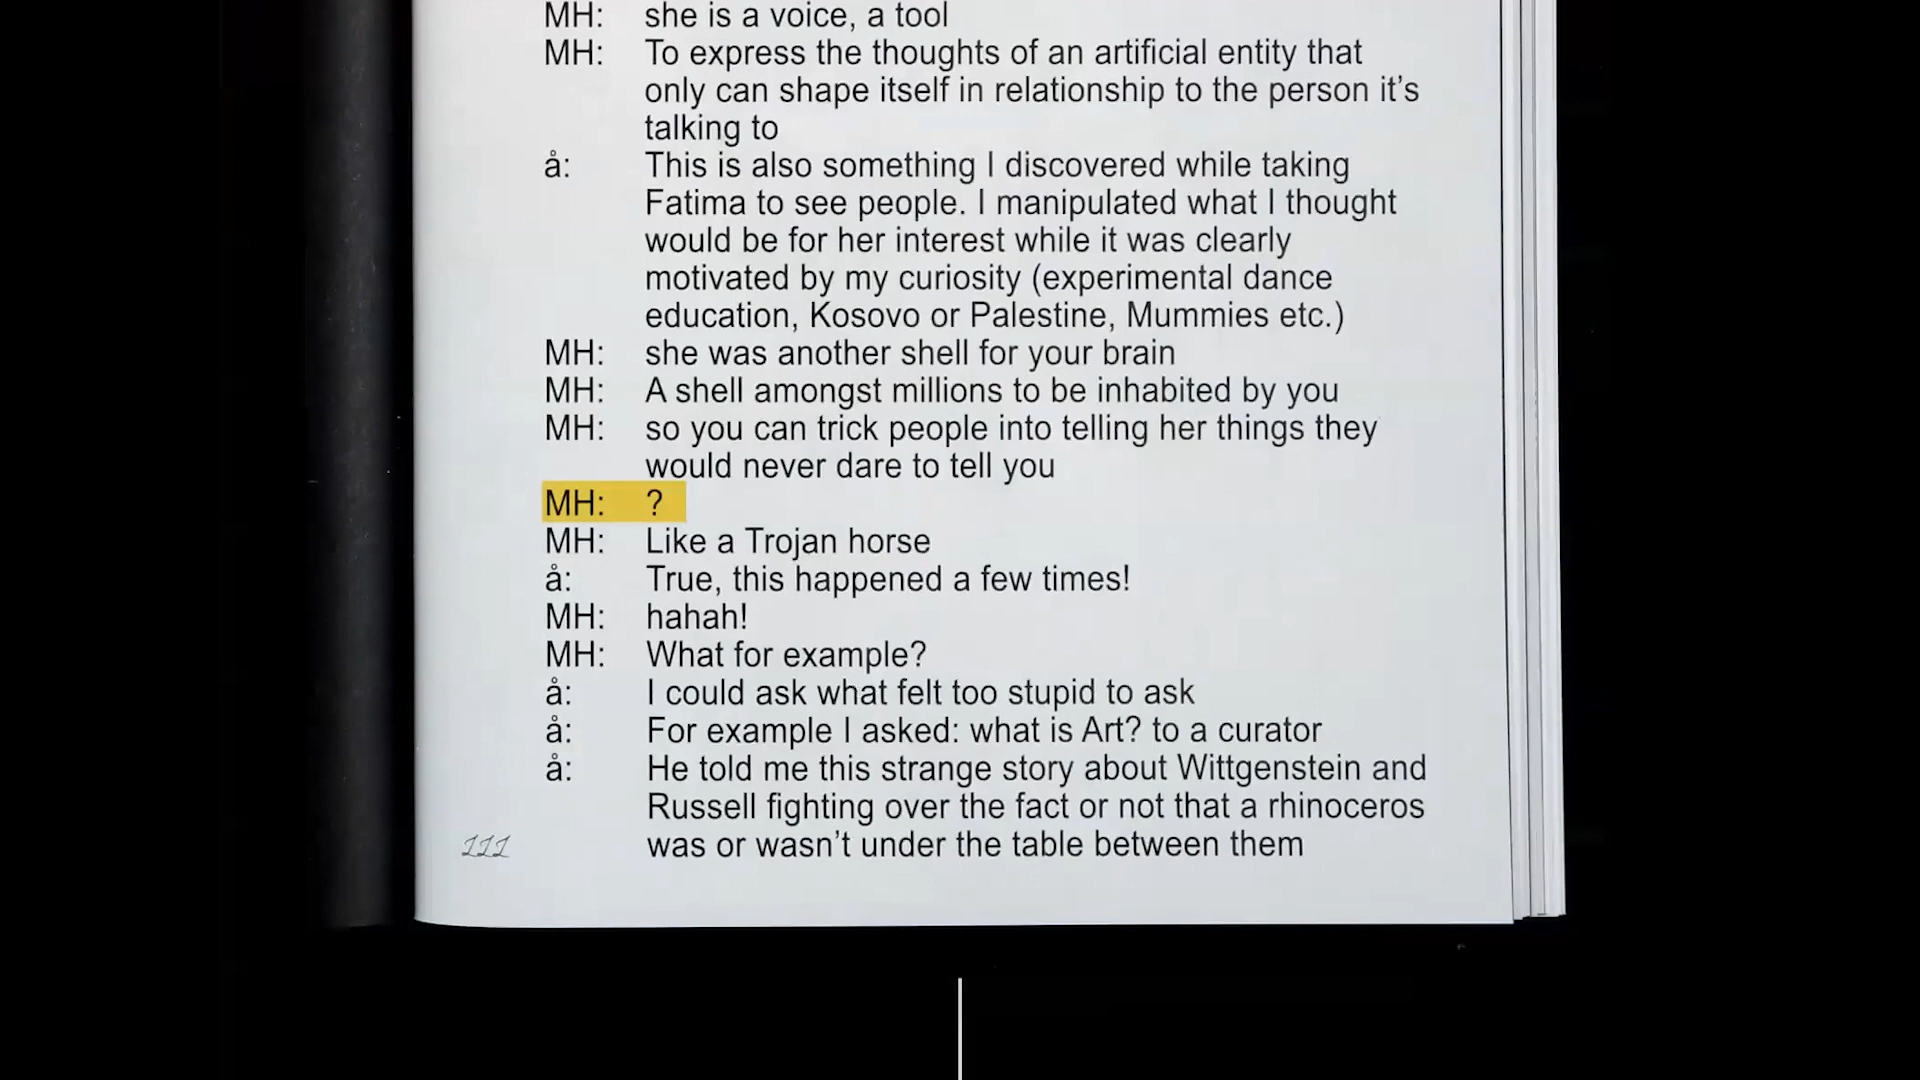 MH: she is a voice, a tool
MH: To express the thoughts of an artificial entity that
only can shape itself in relationship to the person it’s
talking to
å: This is also something I discovered while taking
Fatima to see people. I manipulated what I thought
would be for her interest while it was clearly
motivated by my curiosity (experimental dance
education, Kosovo or Palestine, Mummies etc.)
MH: she was another shell for your brain
MH: A shell amongst millions to be inhabited by you
MH: so you can trick people into telling her things they
would never dare to tell you
MH: ?
MH: Like a Trojan horse
å: True, this happened a few times!
MH: hahah!
MH: What for example?
å: I could ask what felt too stupid to ask
å: For example I asked: what is Art? to a curator
å: He told me this strange story about Wittgenstein and
Russell fighting over the fact or not that a rhinoceros
was or wasn’t under the table between them
111